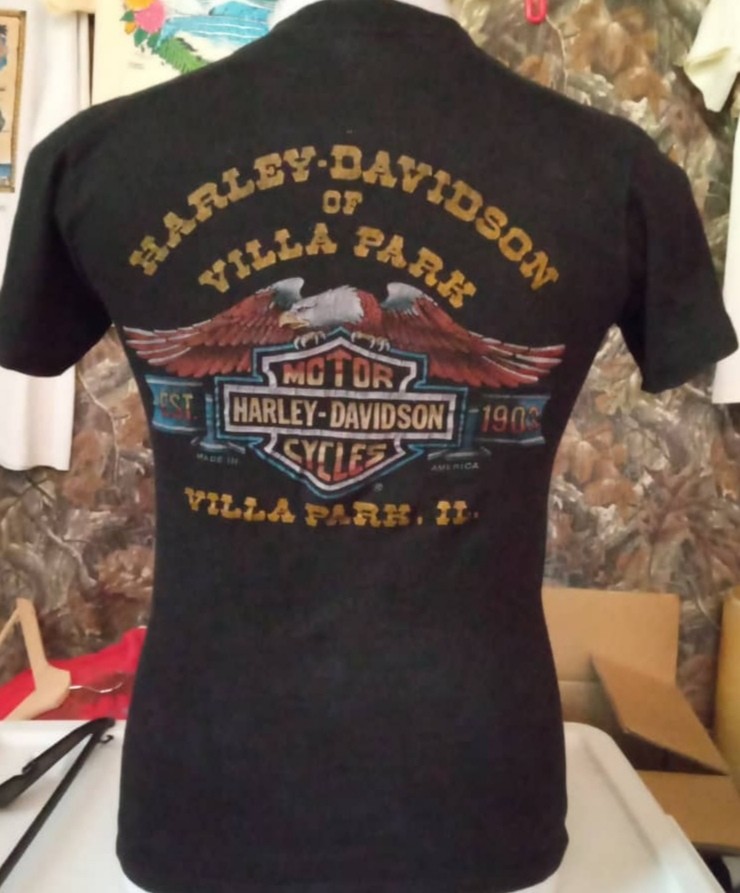 HARLEY-DAVIDSON
OF
VILLA PARK
MOTOR
EST. HARLEY-DAVIDSON 1903
CYCLES
MADE IN AMERICA
®
VILLA PARK, IL.